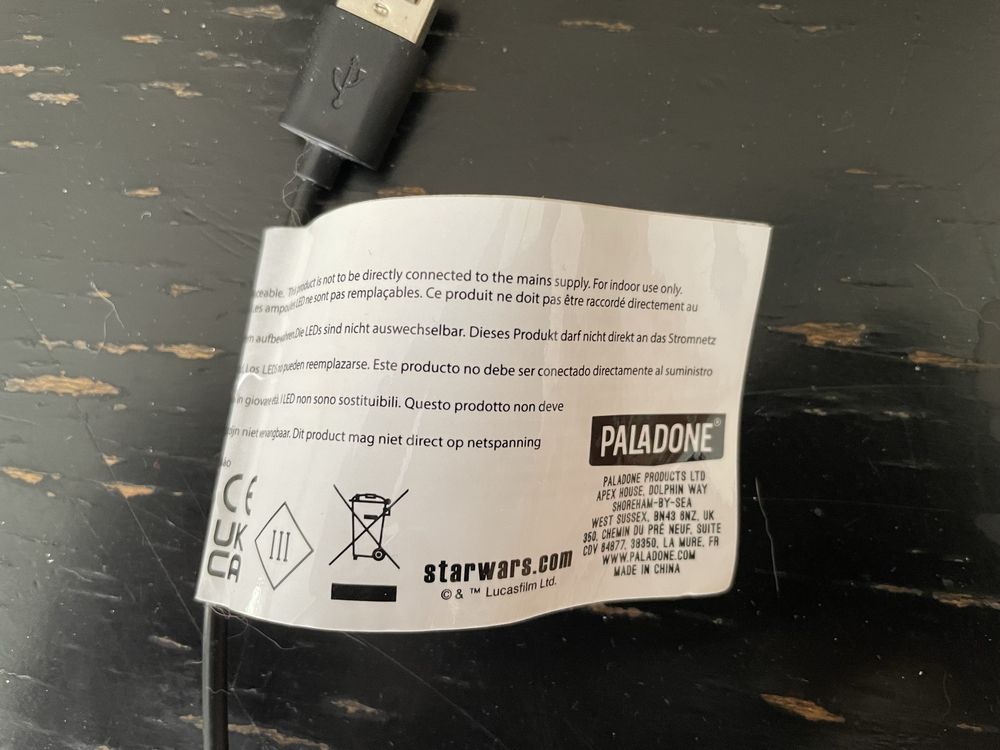 product is not to be directly connected to the mains supply. For indoor use only.
LED ne sont pas remplaçables. Ce produit ne doit pas être raccordé directement au
Die LEDs sind nicht auswechselbar. Dieses Produkt darf nicht direkt an das Stromnetz
Los LEDs no pueden reemplazarse. Este producto no debe ser conectado directamente al suministro
in giovane età. I LED non sono sostituibili. Questo prodotto non deve
zijn niet vervangbaar. Dit product mag niet direct op netspanning
PALADONE®
PALADONE PRODUCTS LTD
APEX HOUSE, DOLPHIN WAY
SHOREHAM-BY-SEA
WEST SUSSEX, BN43 6NZ, UK
350, CHEMIN DU PRÉ NEUF, SUITE
CDV 84877, 38350, LA MURE, FR
WWW.PALADONE.COM
MADE IN CHINA
CE
UK
CA
III
starwars.com
© & ™ Lucasfilm Ltd.